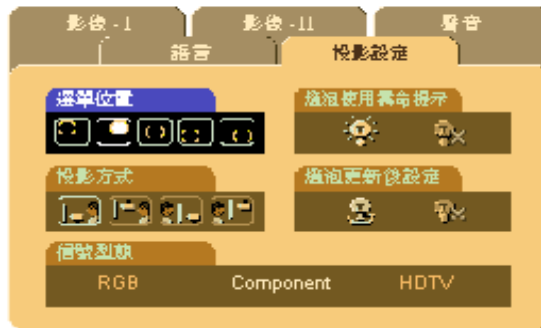 影像 - I
影像 - II
聲音
語言
投影設定
選單位置
燈泡使用壽命提示
投影方式
燈泡更新後設定
信號型態
RGB
Component
HDTV